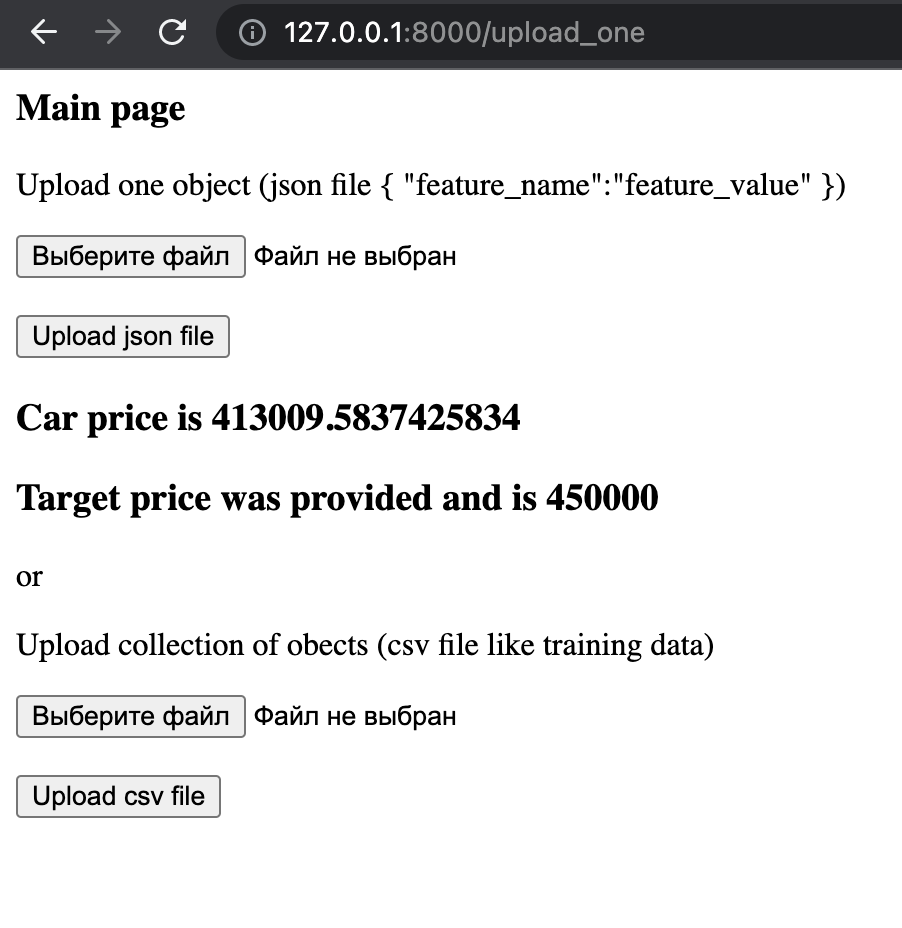 127.0.0.1:8000/upload_one
Main page
Upload one object (json file { "feature_name":"feature_value" })
Выберите файл Файл не выбран
Upload json file
Car price is 413009.5837425834
Target price was provided and is 450000
or
Upload collection of obects (csv file like training data)
Выберите файл Файл не выбран
Upload csv file